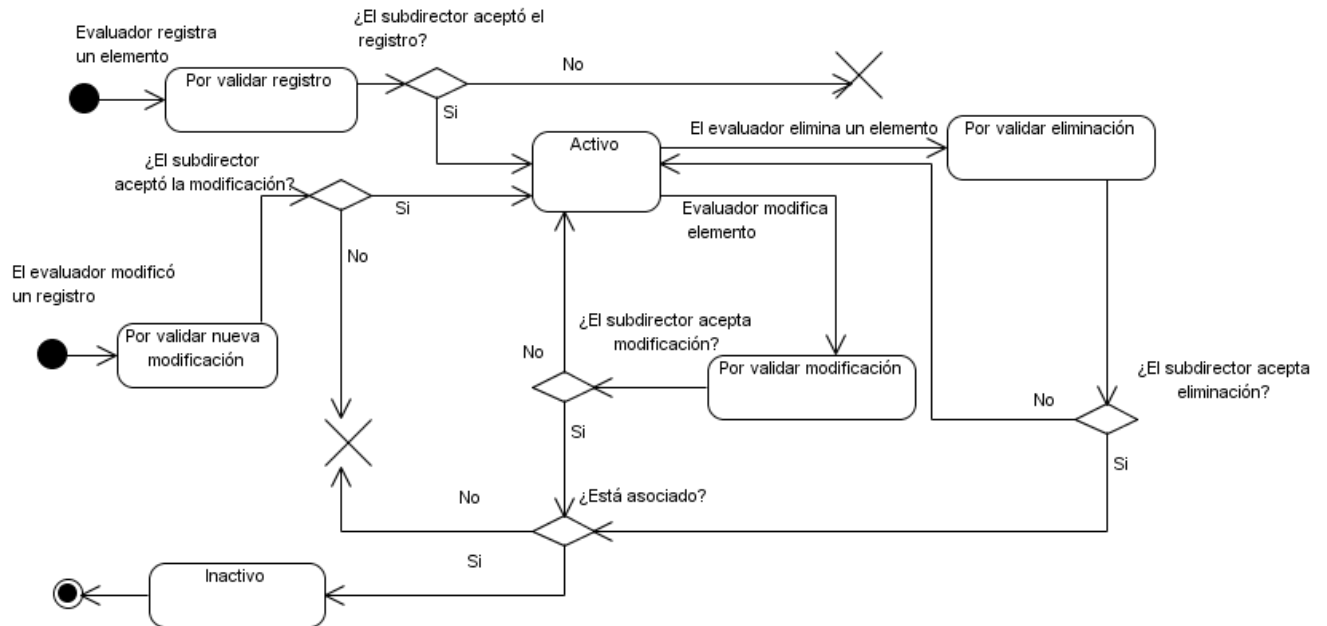 ¿El subdirector aceptó el
registro?
Evaluador registra
un elemento
Por validar registro
No
Si
El evaluador elimina un elemento
Por validar eliminación
Activo
¿El subdirector
aceptó la modificación?
Si
Evaluador modifica
elemento
No
El evaluador modificó
un registro
Por validar nueva
modificación
¿El subdirector acepta
modificación?
No
Por validar modificación
¿El subdirector acepta
eliminación?
No
Si
Si
¿Está asociado?
No
Si
Inactivo